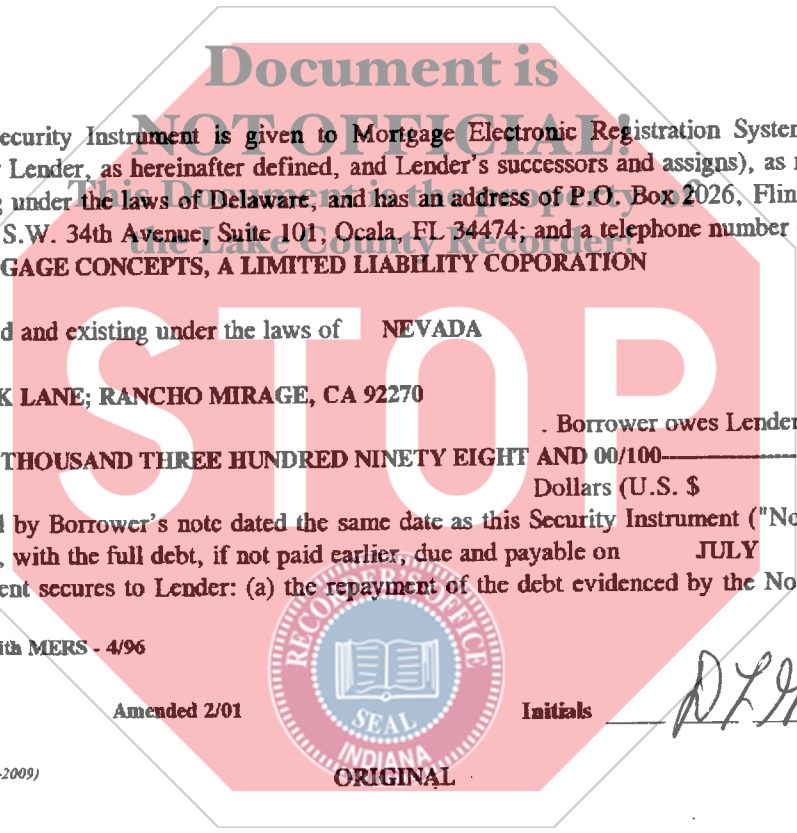 Document is
NOT OFFICIAL!
This Document is the property of
the Lake County Recorder!
STOP
ecurity Instrument is given to Mortgage Electronic Registration System
Lender, as hereinafter defined, and Lender's successors and assigns), as
under the laws of Delaware, and has an address of P.O. Box 2026, Flin
S.W. 34th Avenue, Suite 101, Ocala, FL 34474; and a telephone number
GAGE CONCEPTS, A LIMITED LIABILITY COPORATION
d and existing under the laws of NEVADA
K LANE; RANCHO MIRAGE, CA 92270
. Borrower owes Lender
THOUSAND THREE HUNDRED NINETY EIGHT AND 00/100
Dollars (U.S. $
by Borrower's note dated the same date as this Security Instrument ("No
, with the full debt, if not paid earlier, due and payable on JULY
ent secures to Lender: (a) the repayment of the debt evidenced by the No
ith MERS - 4/96
Amended 2/01 Initials
RECORDER'S OFFICE
SEAL
INDIANA
-2009)
ORIGINAL